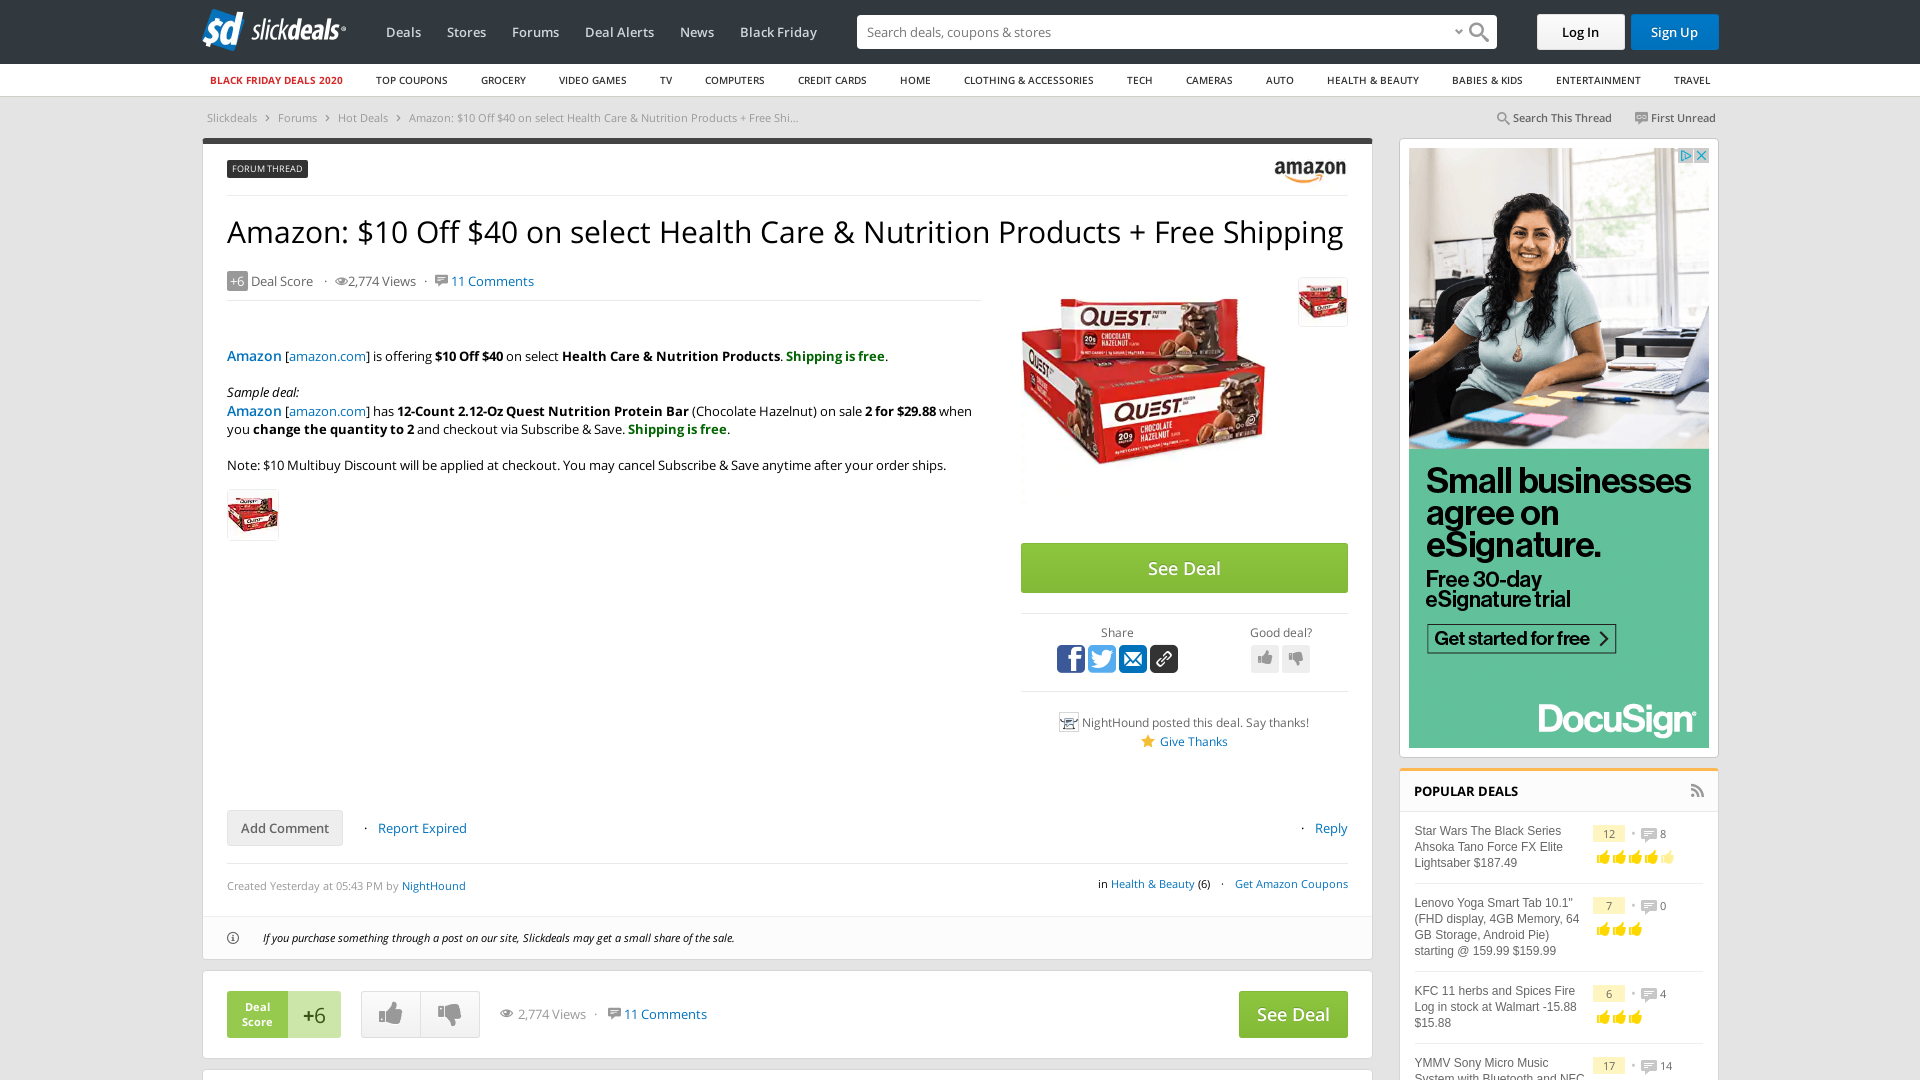 sd slickdeals
Deals Stores Forums Deal Alerts News Black Friday
Search deals, coupons & stores
Log In
Sign Up
BLACK FRIDAY DEALS 2020 TOP COUPONS GROCERY VIDEO GAMES TV COMPUTERS CREDIT CARDS HOME CLOTHING & ACCESSORIES TECH CAMERAS AUTO HEALTH & BEAUTY BABIES & KIDS ENTERTAINMENT TRAVEL
Slickdeals > Forums > Hot Deals > Amazon: $10 Off $40 on select Health Care & Nutrition Products + Free Shi...
Search This Thread First Unread
FORUM THREAD
amazon
Amazon: $10 Off $40 on select Health Care & Nutrition Products + Free Shipping
+6 Deal Score · 2,774 Views · 11 Comments
Amazon [amazon.com] is offering $10 Off $40 on select Health Care & Nutrition Products. Shipping is free.
Sample deal:
Amazon [amazon.com] has 12-Count 2.12-Oz Quest Nutrition Protein Bar (Chocolate Hazelnut) on sale 2 for $29.88 when
you change the quantity to 2 and checkout via Subscribe & Save. Shipping is free.
Note: $10 Multibuy Discount will be applied at checkout. You may cancel Subscribe & Save anytime after your order ships.
QUEST
CHOCOLATE
HAZELNUT
20g
QUEST
QUEST
CHOCOLATE
HAZELNUT
20g
See Deal
Share
Good deal?
NightHound posted this deal. Say thanks!
Give Thanks
Add Comment · Report Expired
· Reply
Created Yesterday at 05:43 PM by NightHound
in Health & Beauty (6) · Get Amazon Coupons
If you purchase something through a post on our site, Slickdeals may get a small share of the sale.
Deal
Score
+6
2,774 Views · 11 Comments
See Deal
Small businesses
agree on
eSignature.
Free 30-day
eSignature trial
Get started for free >
DocuSign
POPULAR DEALS
Star Wars The Black Series
Ahsoka Tano Force FX Elite
Lightsaber $187.49
12 • 8
Lenovo Yoga Smart Tab 10.1"
(FHD display, 4GB Memory, 64
GB Storage, Android Pie)
starting @ 159.99 $159.99
7 • 0
KFC 11 herbs and Spices Fire
Log in stock at Walmart -15.88
$15.88
6 • 4
YMMV Sony Micro Music
System with Bluetooth and NFC
17 • 14